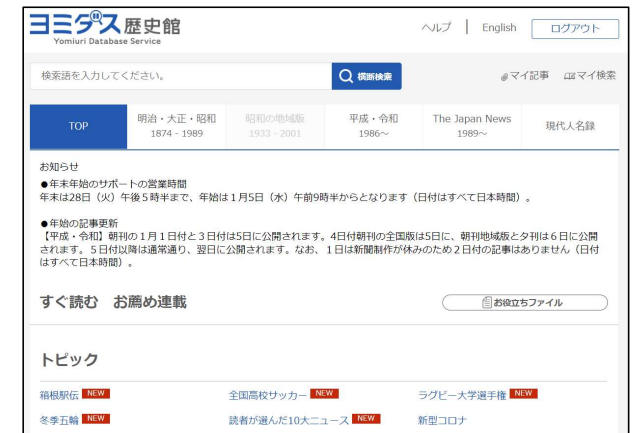 ヨミダス歴史館
Yomiuri Database Service
ヘルプ | English ログアウト
検索語を入力してください。 横断検索 @マイ記事 マイ検索
TOP 明治・大正・昭和 昭和の地域版 平成・令和 The Japan News 現代人名録
1874 - 1989 1933 - 2001 1986～ 1989～
お知らせ
●年末年始のサポートの営業時間
年末は28日（火）午後５時半まで、年始は１月5日（水）午前9時半からとなります（日付はすべて日本時間）。
●年始の記事更新
【平成・令和】朝刊の１月１日付と３日付は5日に公開されます。4日付朝刊の全国版は5日に、朝刊地域版と夕刊は６日に公開
されます。５日付以降は通常通り、翌日に公開されます。なお、１日は新聞制作が休みのため２日付の記事はありません（日付
はすべて日本時間）。
すぐ読む お薦め連載 お役立ちファイル
トピック
箱根駅伝 NEW 全国高校サッカー NEW ラグビー大学選手権 NEW
冬季五輪 NEW 読者が選んだ10大ニュース NEW 新型コロナ